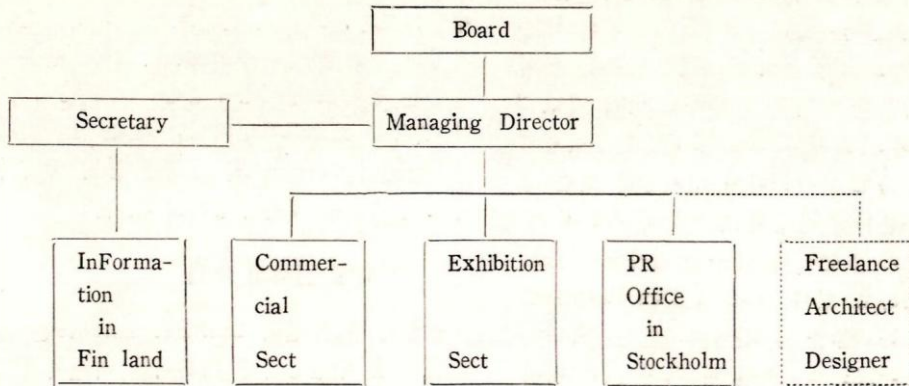 Board
Secretary
Managing Director
InForma-
tion
in
Fin land
Commer-
cial
Sect
Exhibition
Sect
PR
Office
in
Stockholm
Freelance
Architect
Designer